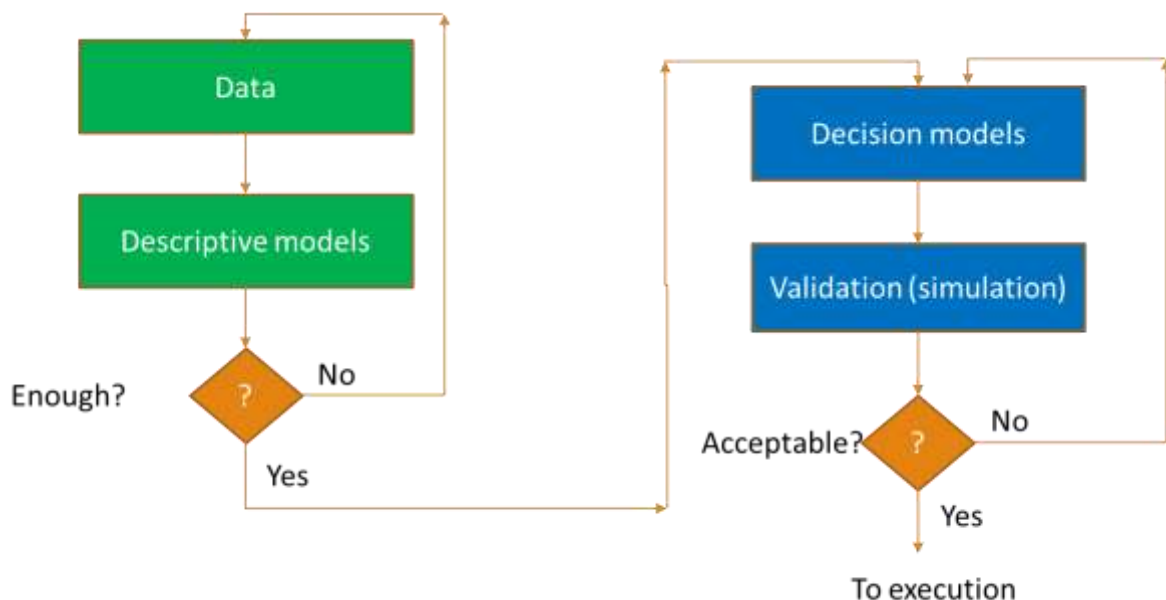 Data
Descriptive models
Enough?
?
No
Yes
Decision models
Validation (simulation)
Acceptable?
?
No
Yes
To execution